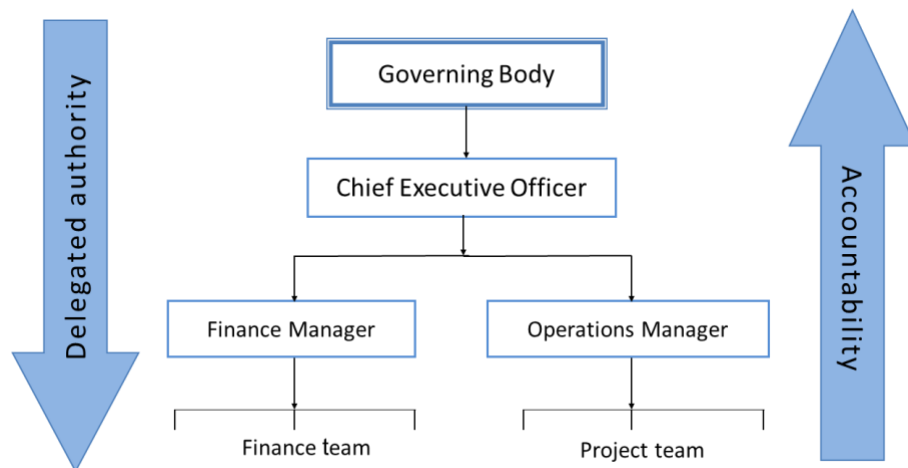 Governing Body
Delegated authority
Chief Executive Officer
Accountability
Finance Manager
Operations Manager
Finance team
Project team